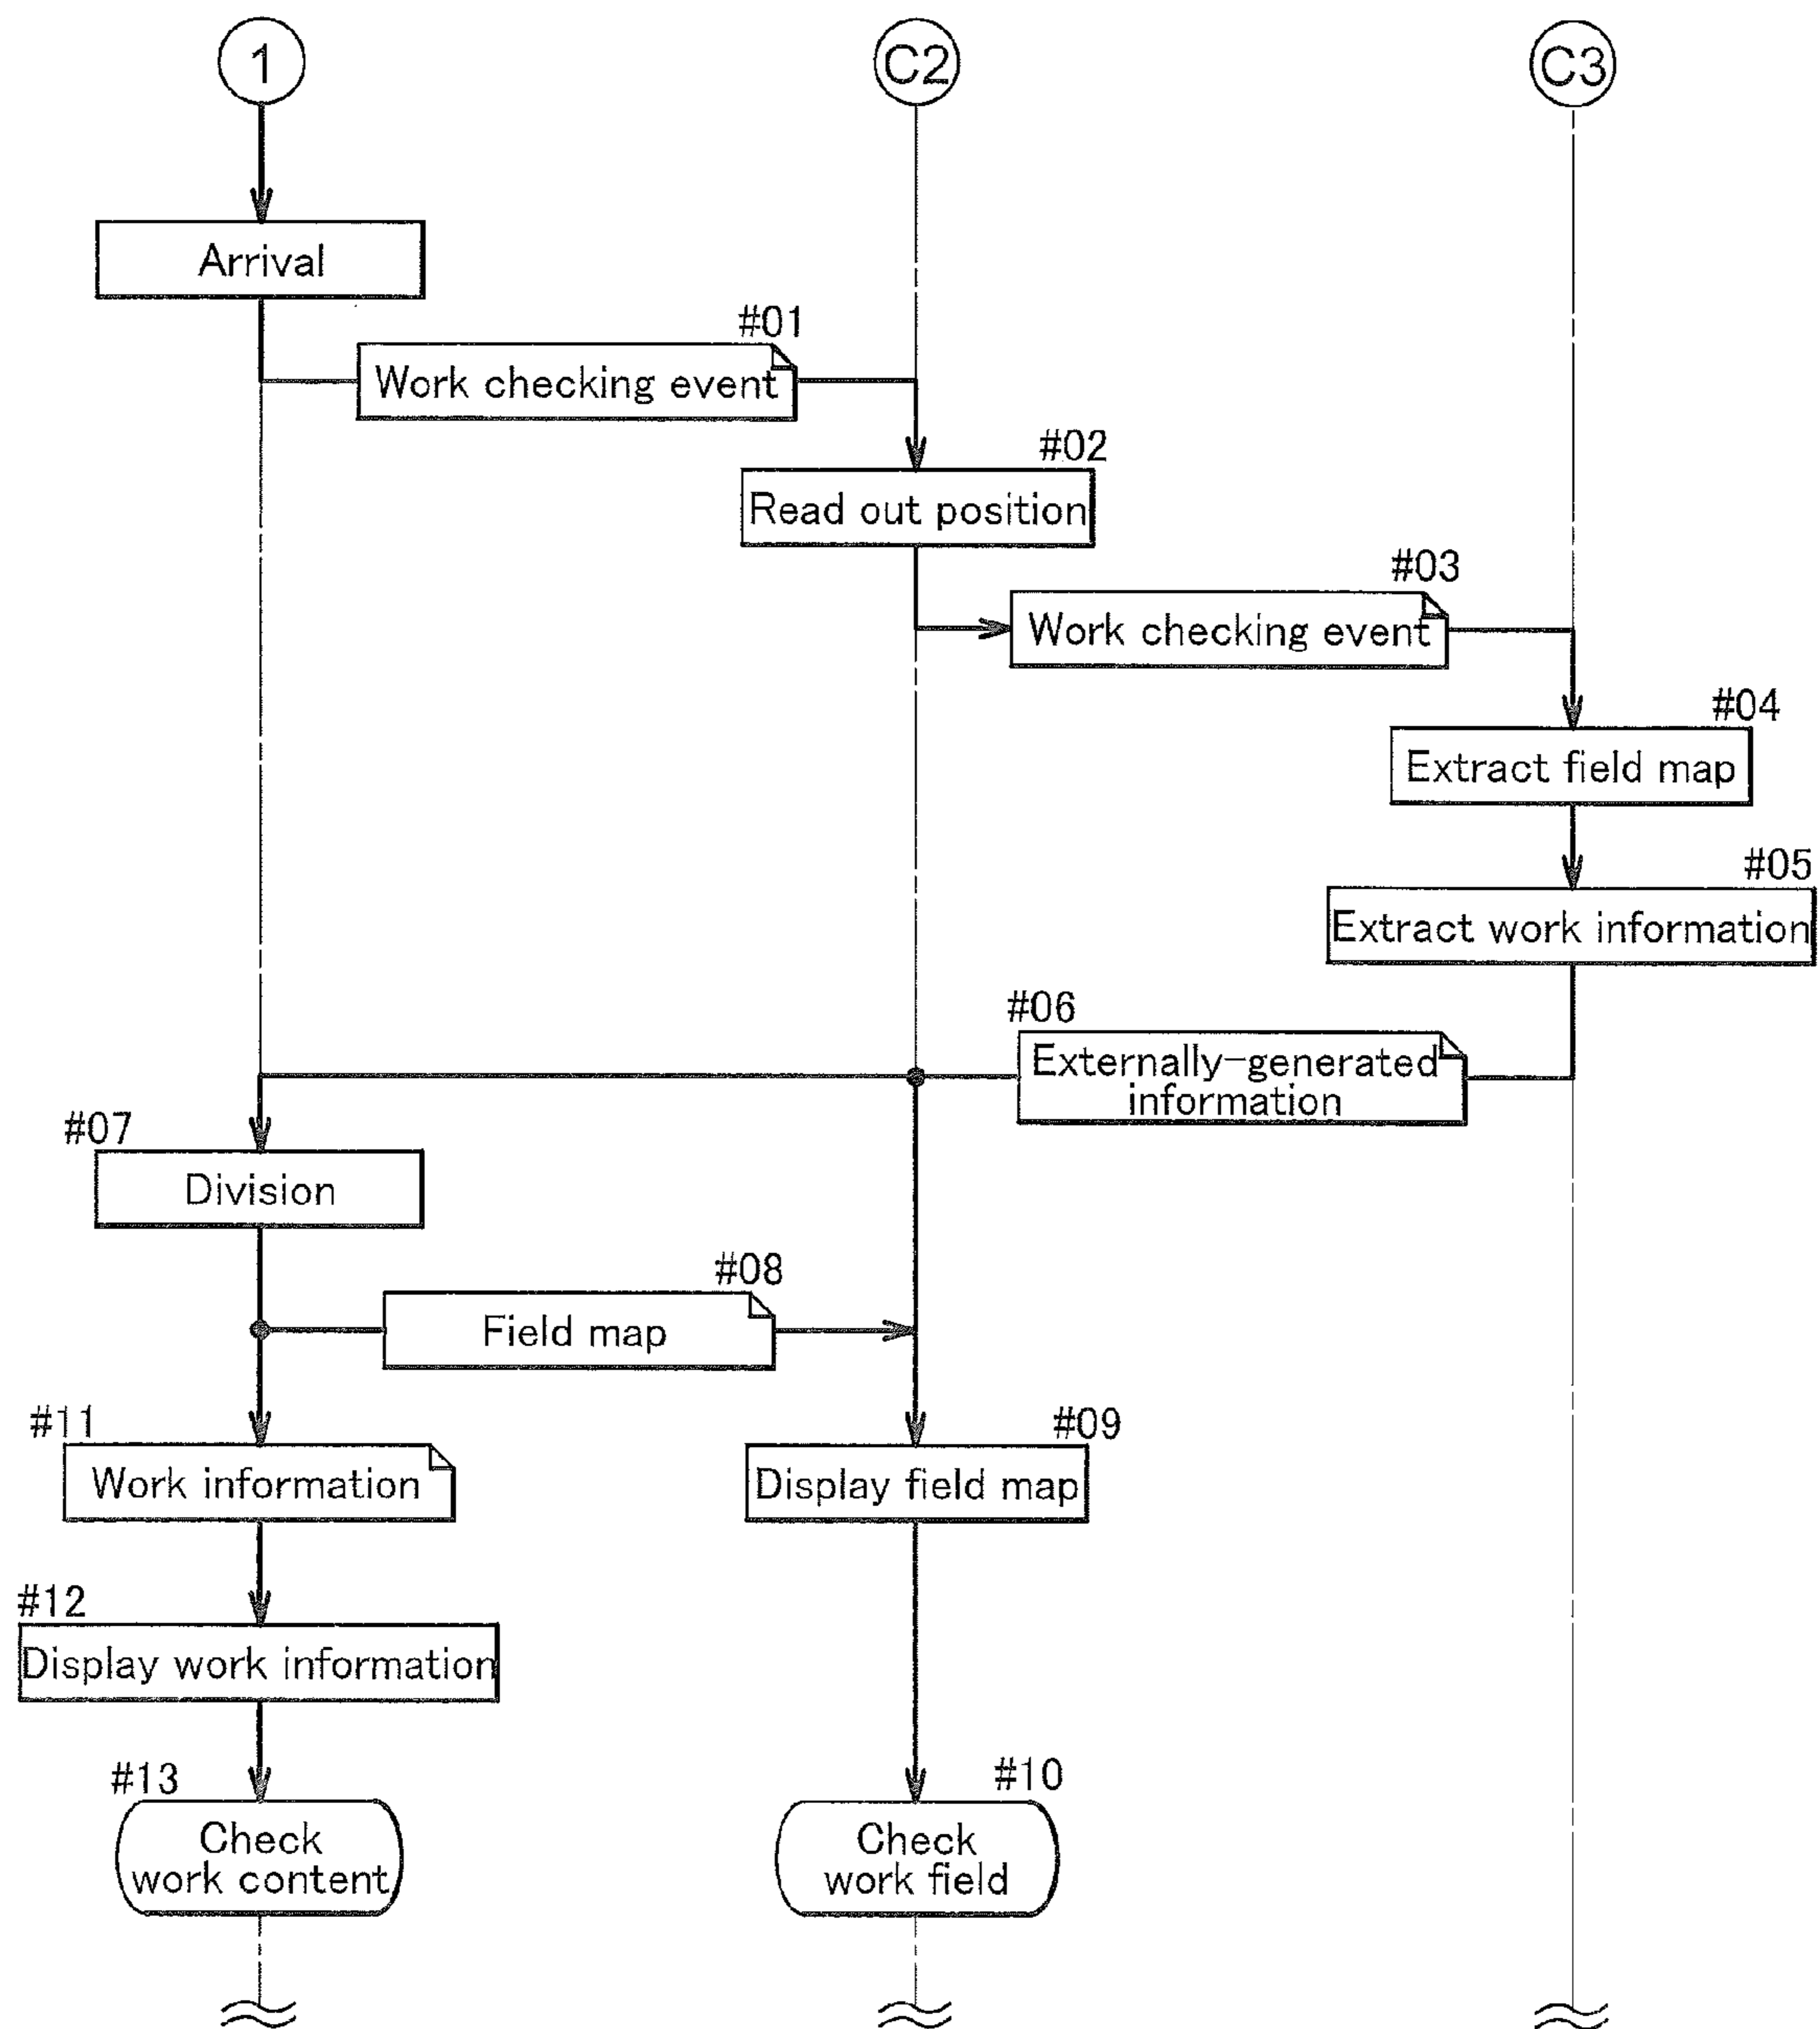 1
C2
C3
Arrival
#01
Work checking event
#02
Read out position
#03
Work checking event
#04
Extract field map
#05
Extract work information
#06
Externally-generated
information
#07
Division
#08
Field map
#11
Work information
#09
Display field map
#12
Display work information
#13
Check
work content
#10
Check
work field